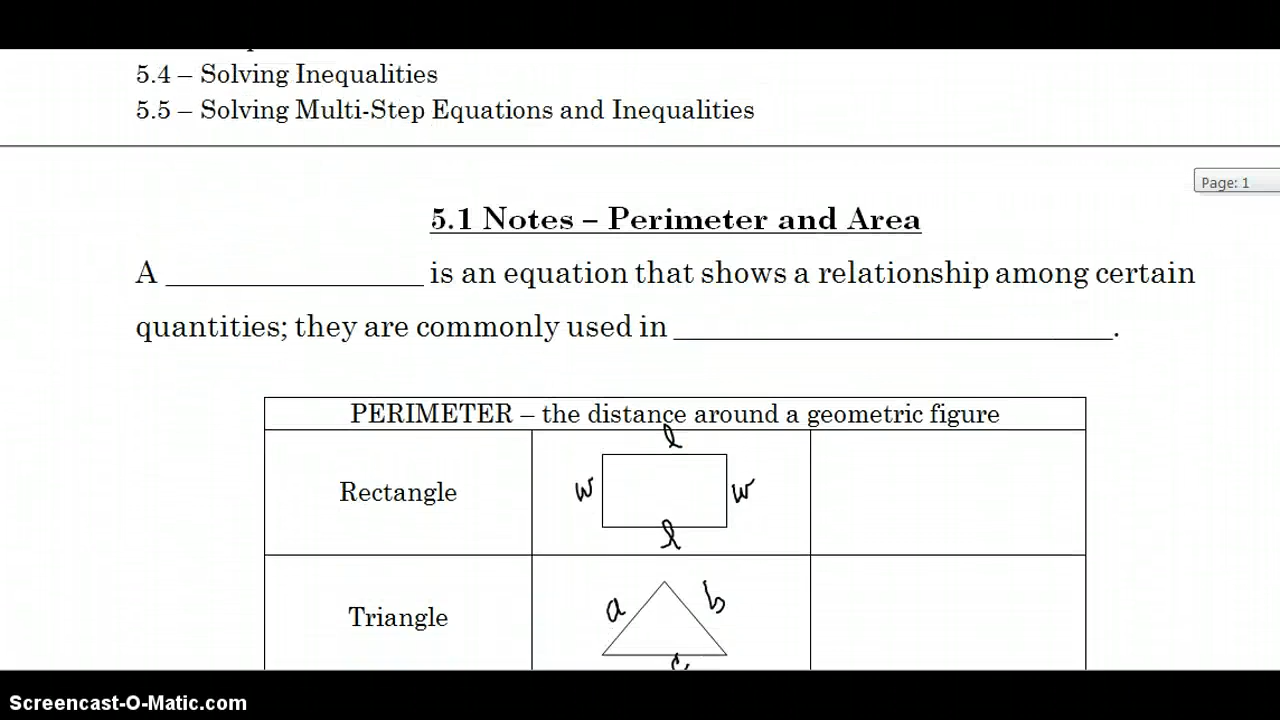 5.4 – Solving Inequalities
5.5 – Solving Multi-Step Equations and Inequalities
Page: 1
5.1 Notes – Perimeter and Area
A ________________ is an equation that shows a relationship among certain
quantities; they are commonly used in ___________________________.
PERIMETER – the distance around a geometric figure
l
Rectangle
w
w
l
a
b
Triangle
c
Screencast-O-Matic.com